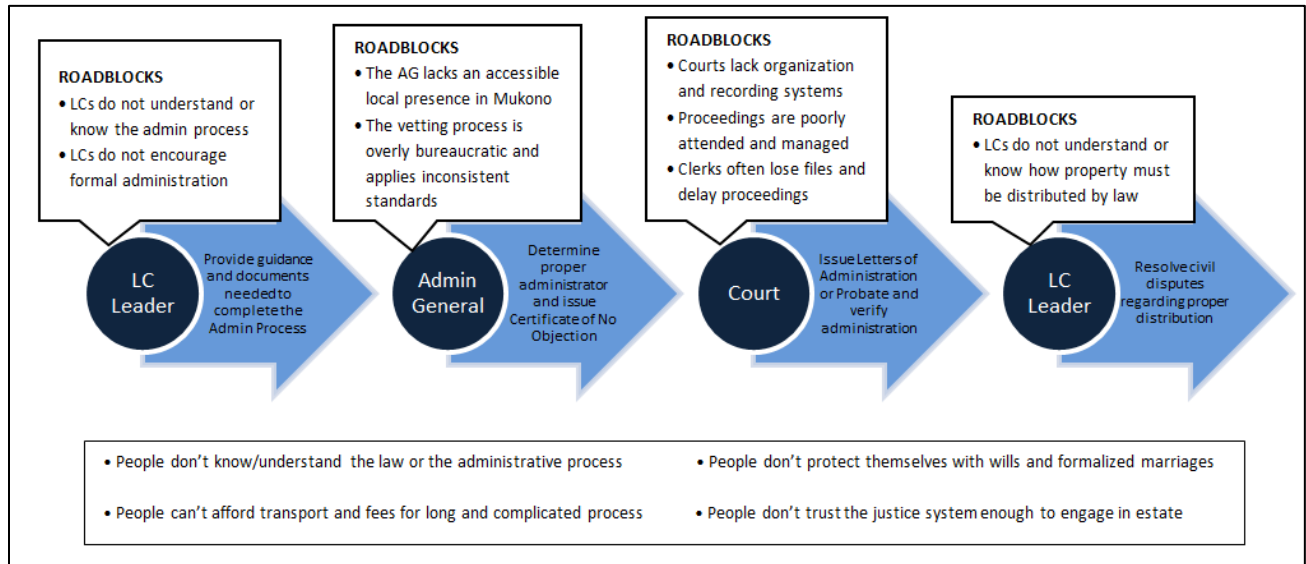 ROADBLOCKS
• LCs do not understand or
know the admin process
• LCs do not encourage
formal administration
LC
Leader
Provide guidance
and documents
needed to
complete the
Admin Process
ROADBLOCKS
• The AG lacks an accessible
local presence in Mukono
• The vetting process is
overly bureaucratic and
applies inconsistent
standards
Admin
General
Determine
proper
administrator
and issue
Certificate of No
Objection
ROADBLOCKS
• Courts lack organization
and recording systems
• Proceedings are poorly
attended and managed
• Clerks often lose files and
delay proceedings
Court
Issue Letters of
Administration
or Probate and
verify
administration
ROADBLOCKS
• LCs do not understand or
know how property must
be distributed by law
LC
Leader
Resolve civil
disputes
regarding proper
distribution
• People don’t know/understand the law or the administrative process
• People don’t protect themselves with wills and formalized marriages
• People can’t afford transport and fees for long and complicated process
• People don’t trust the justice system enough to engage in estate